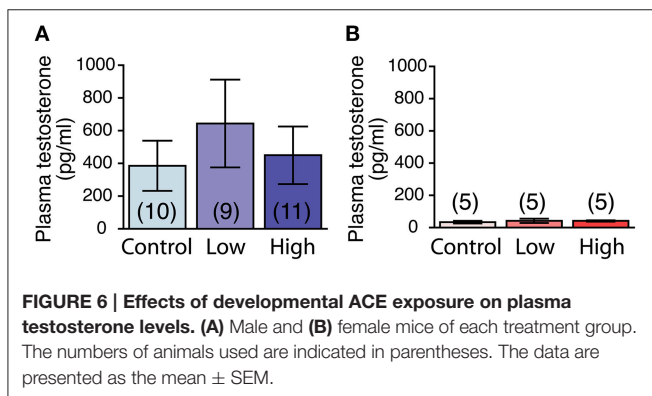 A
Plasma testosterone
(pg/ml)
1000
800
600
400
200
0
(10)
(9)
(11)
Control
Low
High
B
Plasma testosterone
(pg/ml)
1000
800
600
400
200
0
(5)
(5)
(5)
Control
Low
High
FIGURE 6 | Effects of developmental ACE exposure on plasma
testosterone levels. (A) Male and (B) female mice of each treatment group.
The numbers of animals used are indicated in parentheses. The data are
presented as the mean ± SEM.